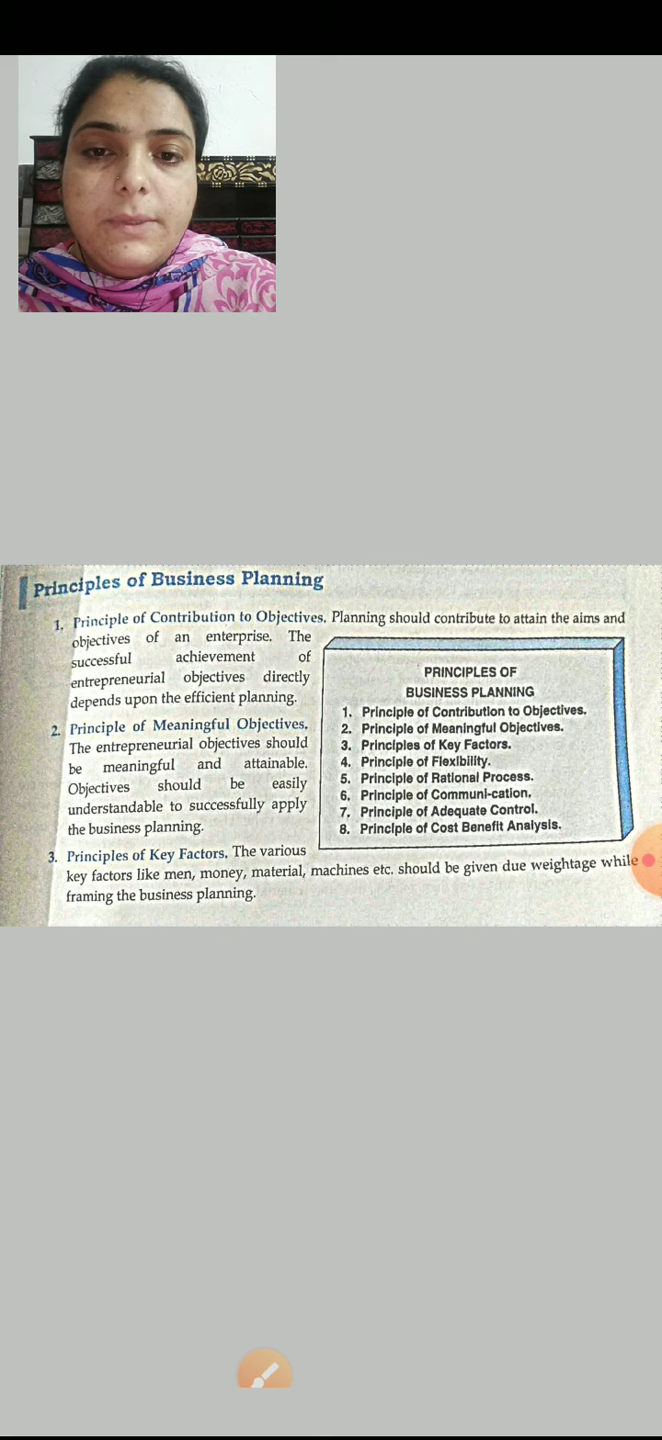 Principles of Business Planning
1. Principle of Contribution to Objectives. Planning should contribute to attain the aims and
objectives of an enterprise. The
successful achievement of
entrepreneurial objectives directly
depends upon the efficient planning.
2. Principle of Meaningful Objectives.
The entrepreneurial objectives should
be meaningful and attainable.
Objectives should be easily
understandable to successfully apply
the business planning.
PRINCIPLES OF
BUSINESS PLANNING
1. Principle of Contribution to Objectives.
2. Principle of Meaningful Objectives.
3. Principles of Key Factors.
4. Principle of Flexibility.
5. Principle of Rational Process.
6. Principle of Communi-cation.
7. Principle of Adequate Control.
8. Principle of Cost Benefit Analysis.
3. Principles of Key Factors. The various
key factors like men, money, material, machines etc. should be given due weightage while
framing the business planning.